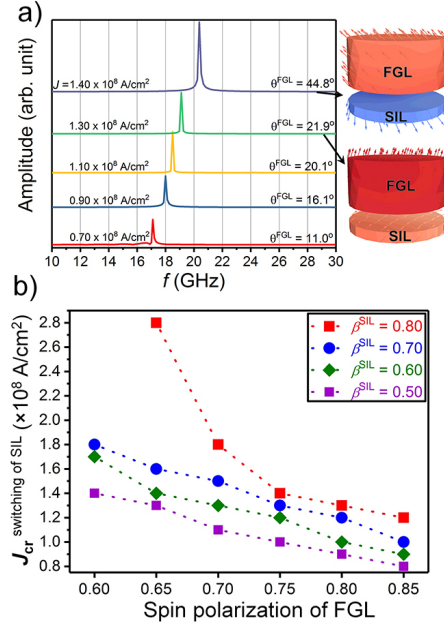 a)
Amplitude (arb. unit)
J = 1.40 x 10⁸ A/cm² θFGL = 44.8º
1.30 x 10⁸ A/cm² θFGL = 21.9º
1.10 x 10⁸ A/cm² θFGL = 20.1º
0.90 x 10⁸ A/cm² θFGL = 16.1º
0.70 x 10⁸ A/cm² θFGL = 11.0º
10 12 14 16 18 20 22 24 26 28 30
f (GHz)
FGL
SIL
FGL
SIL
b)
Jcr switching of SIL (×10⁸ A/cm²)
2.8
2.6
2.4
2.2
2.0
1.8
1.6
1.4
1.2
1.0
0.8
βSIL = 0.80
βSIL = 0.70
βSIL = 0.60
βSIL = 0.50
0.60 0.65 0.70 0.75 0.80 0.85
Spin polarization of FGL